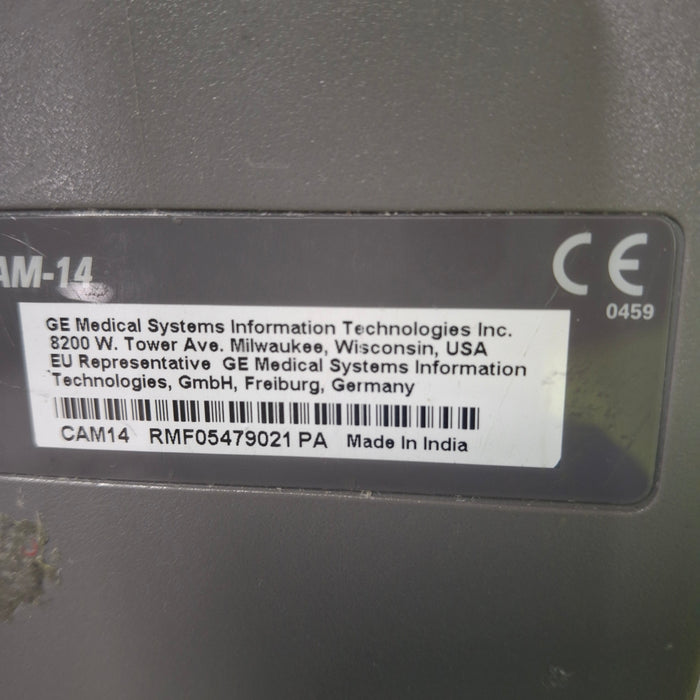 AM-14
CE
0459
GE Medical Systems Information Technologies Inc.
8200 W. Tower Ave. Milwaukee, Wisconsin, USA
EU Representative GE Medical Systems Information
Technologies, GmbH, Freiburg, Germany
CAM14 RMF05479021 PA Made In India